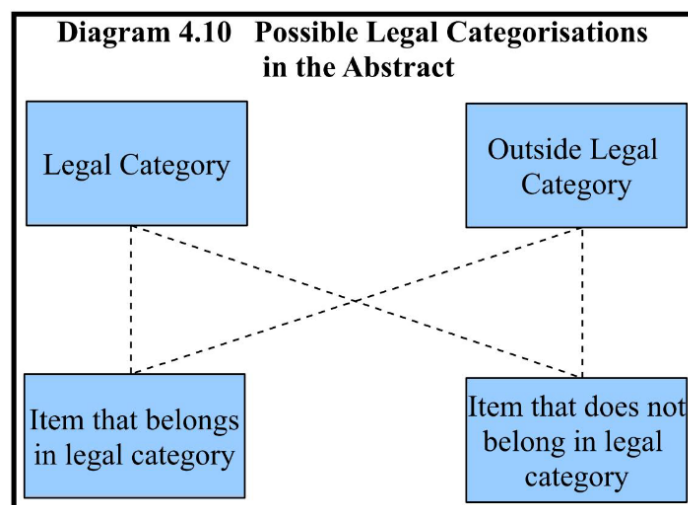 Diagram 4.10 Possible Legal Categorisations
in the Abstract
Legal Category
Outside Legal
Category
Item that belongs
in legal category
Item that does not
belong in legal
category